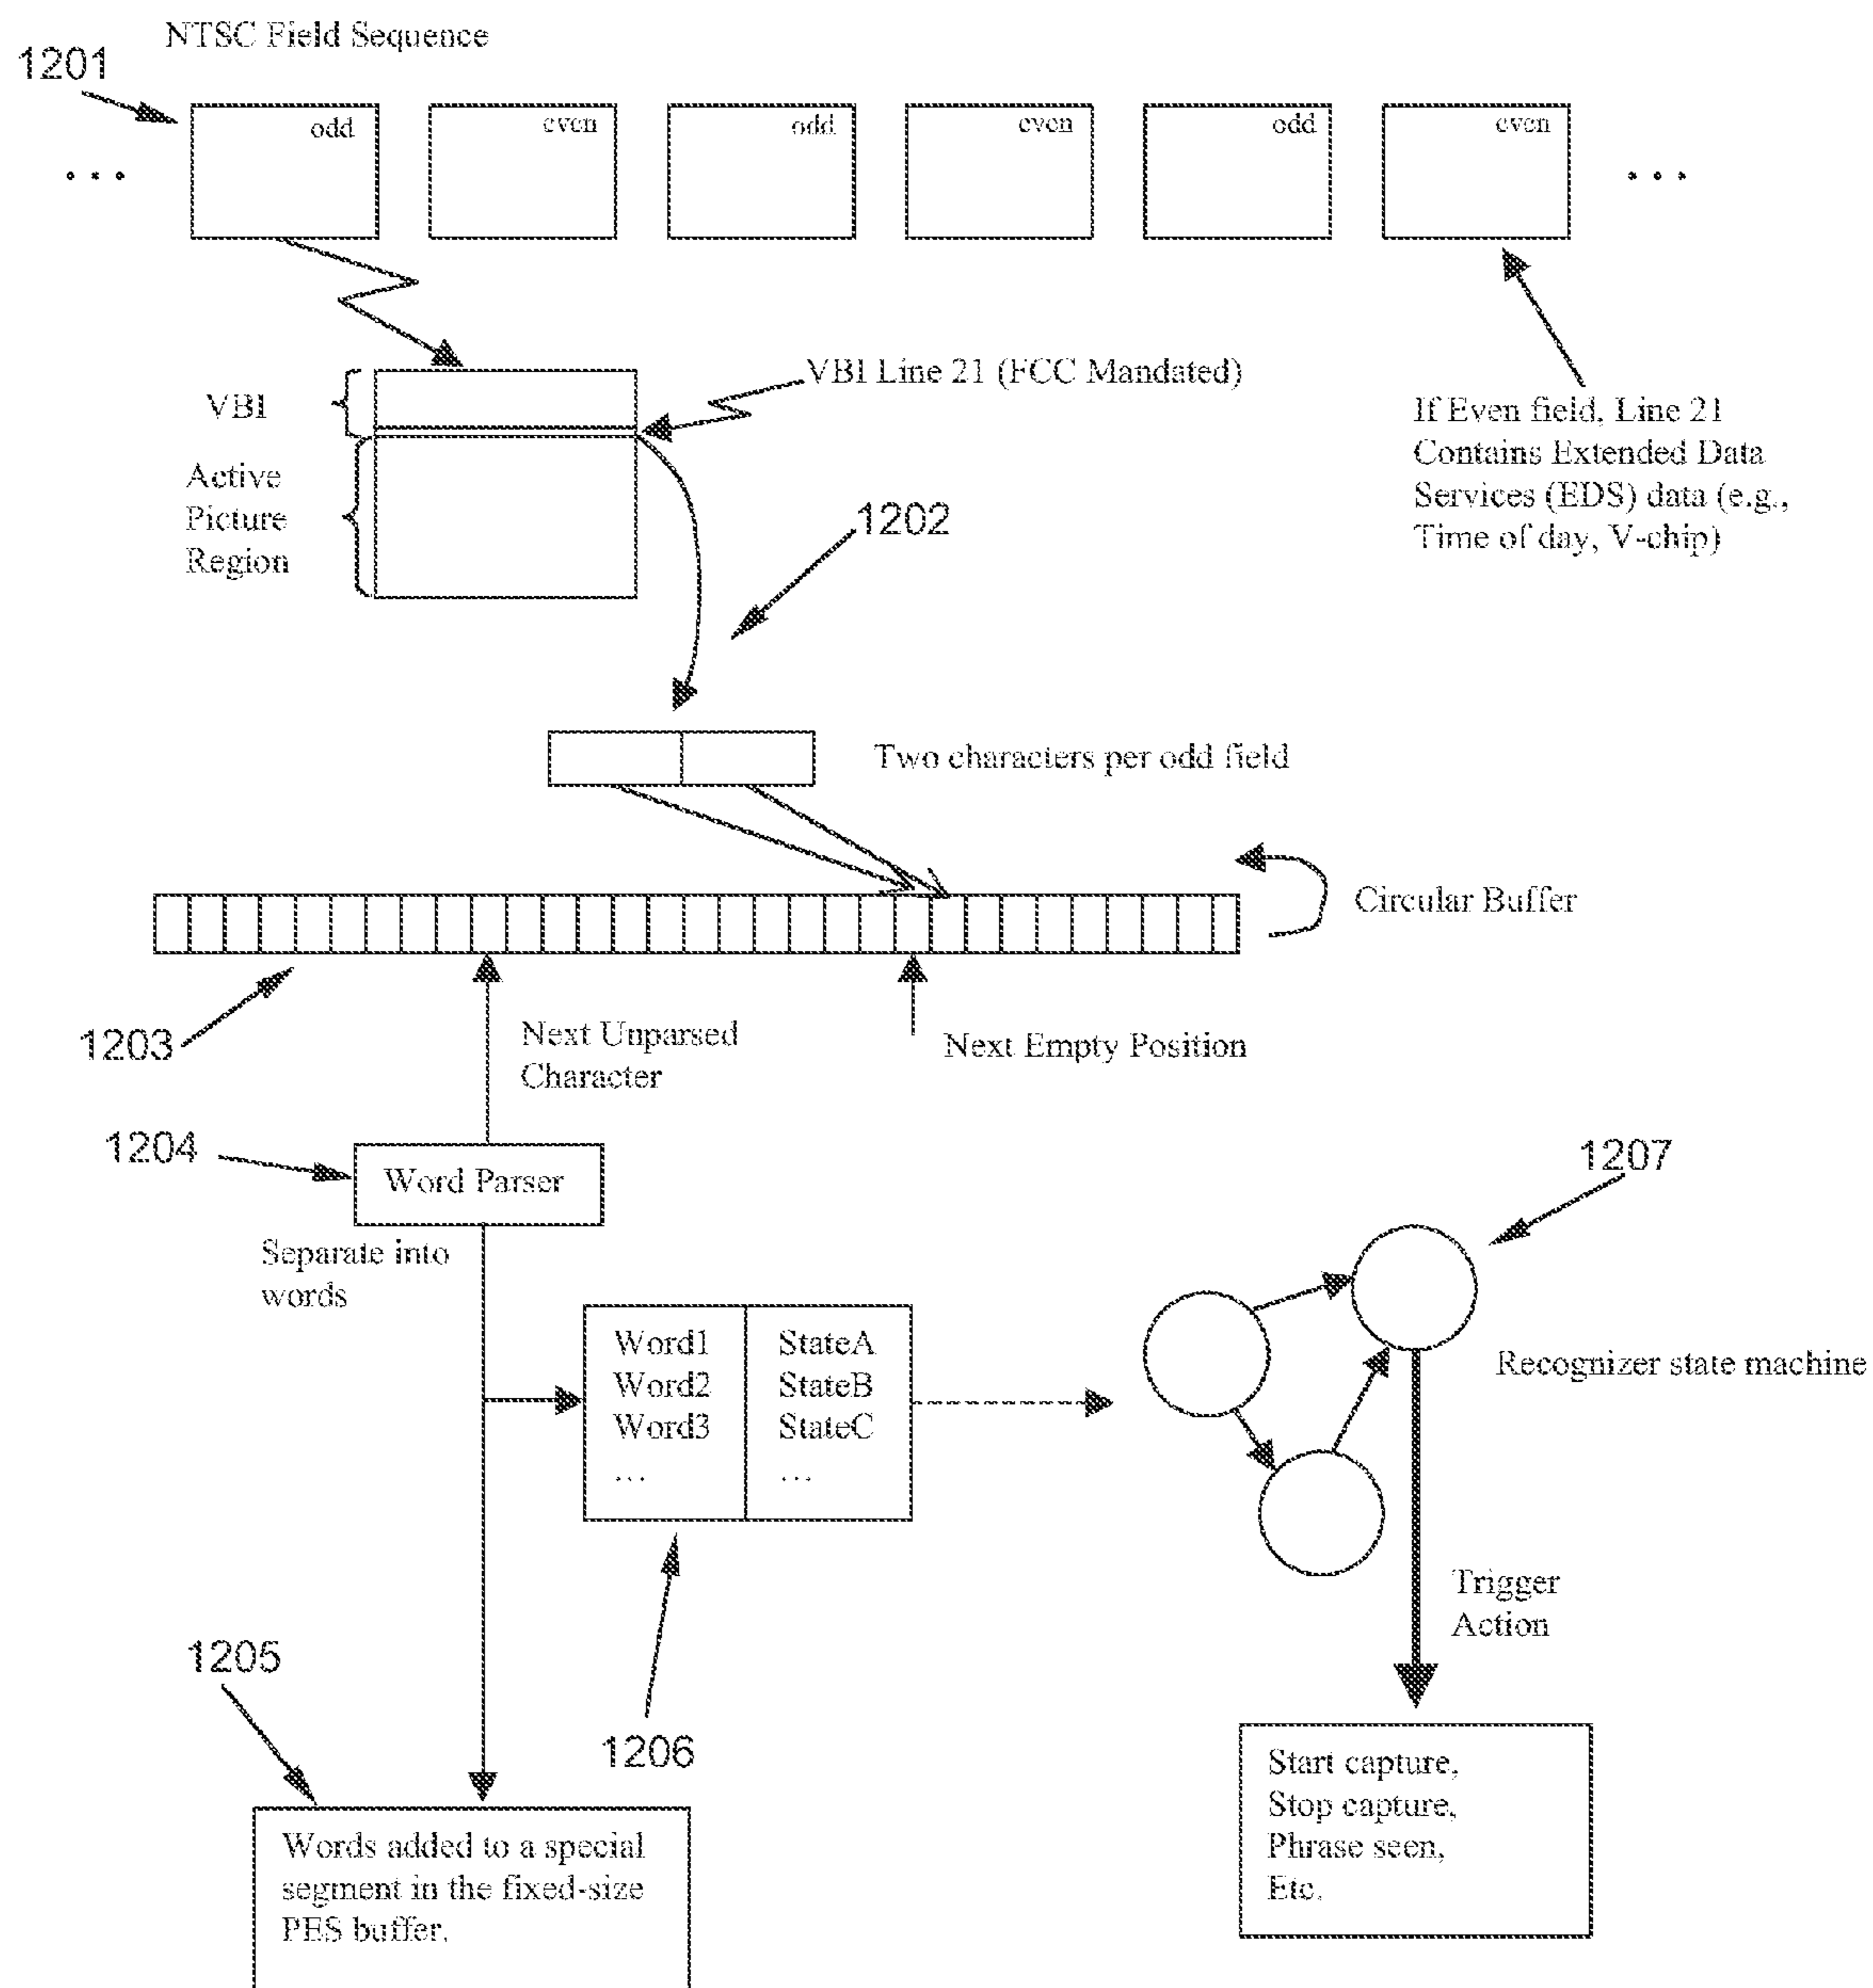 NTSC Field Sequence
1201
odd
even
odd
even
odd
even
...
...
VBI
VBI Line 21 (FCC Mandated)
Active
Picture
Region
If Even field, Line 21
Contains Extended Data
Services (EDS) data (e.g.,
Time of day, V-chip)
1202
Two characters per odd field
Circular Buffer
1203
Next Unparsed
Character
Next Empty Position
1204
Word Parser
Separate into
words
1207
Word1
Word2
Word3
...
StateA
StateB
StateC
...
Recognizer state machine
Trigger
Action
1205
1206
Words added to a special
segment in the fixed-size
PES buffer.
Start capture,
Stop capture,
Phrase seen,
Etc.